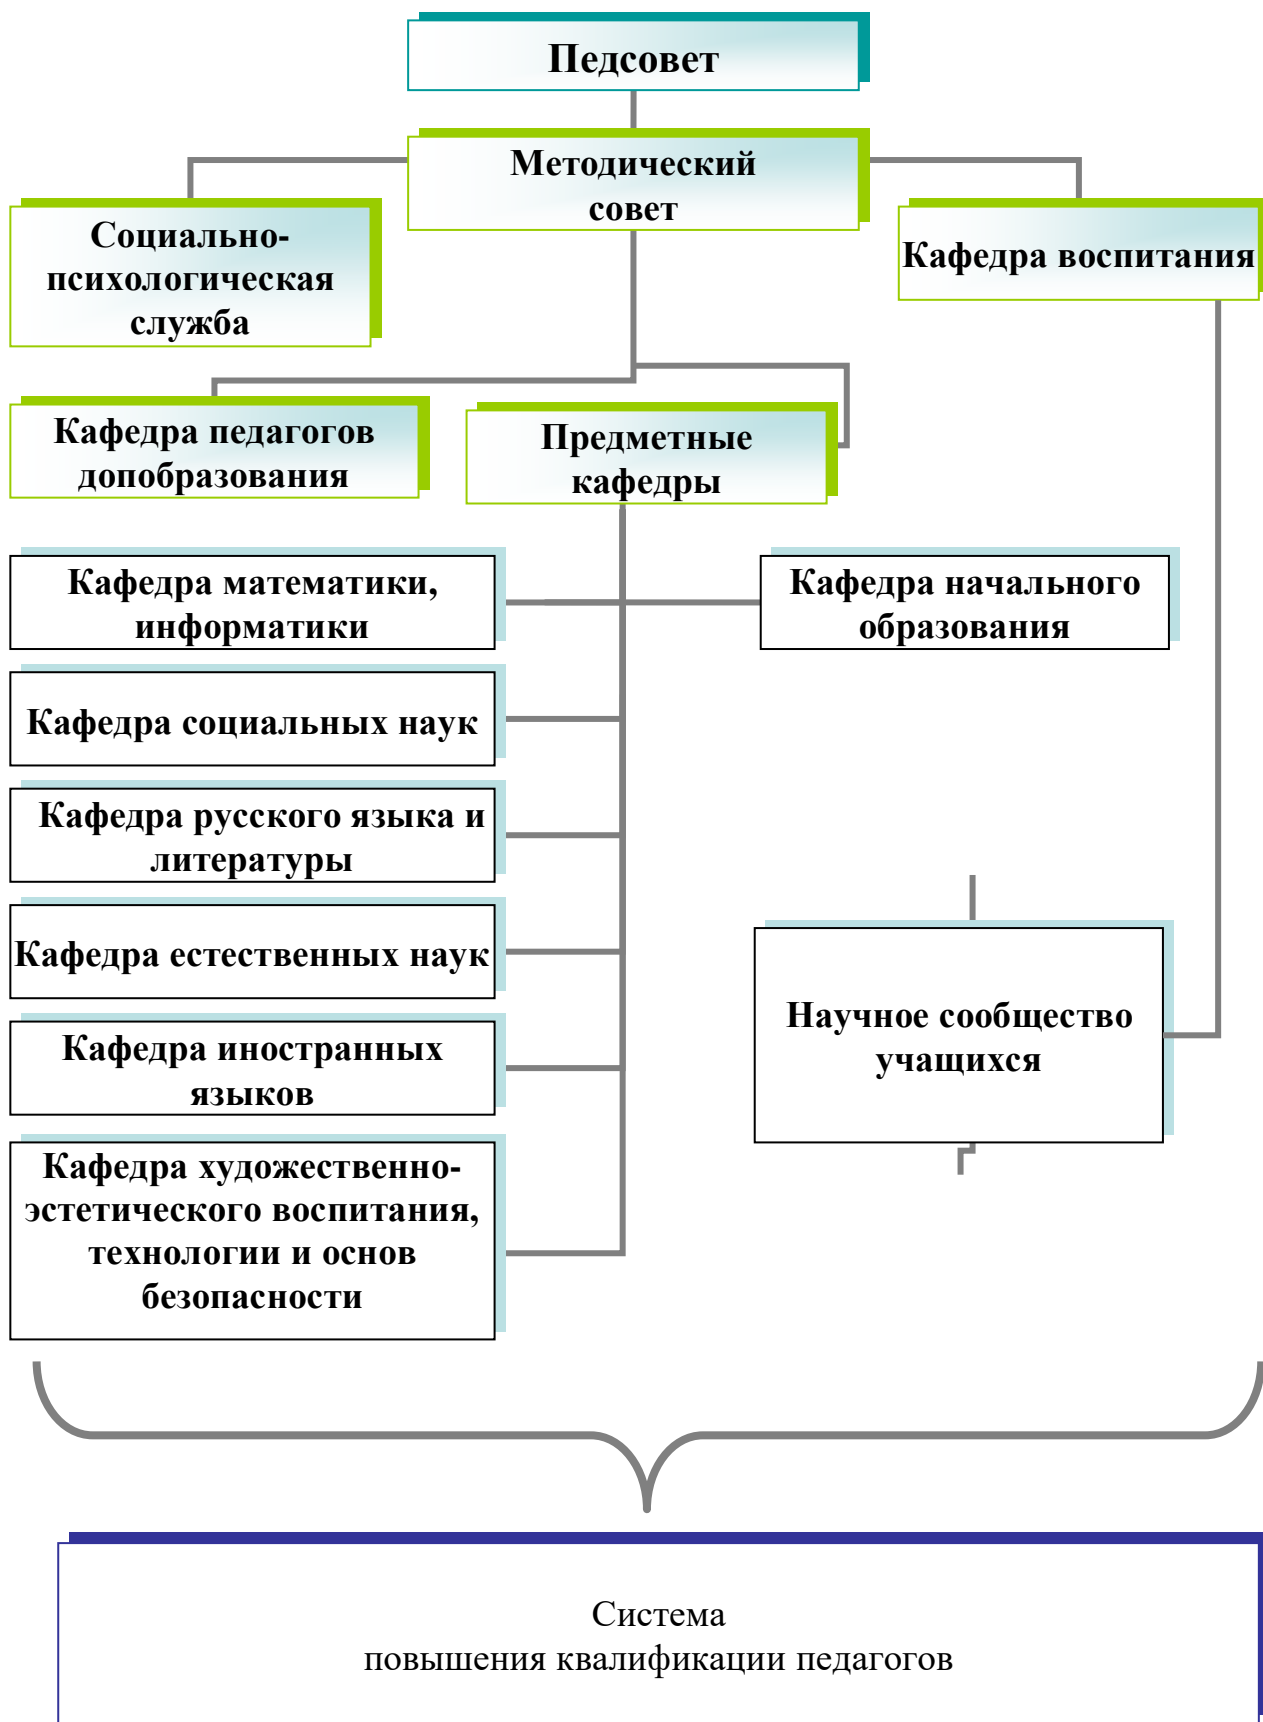 Педсовет
Методический
совет
Социально-
психологическая
служба
Кафедра воспитания
Кафедра педагогов
допобразования
Предметные
кафедры
Кафедра математики,
информатики
Кафедра начального
образования
Кафедра социальных наук
Кафедра русского языка и
литературы
Кафедра естественных наук
Научное сообщество
учащихся
Кафедра иностранных
языков
Кафедра художественно-
эстетического воспитания,
технологии и основ
безопасности
Система
повышения квалификации педагогов